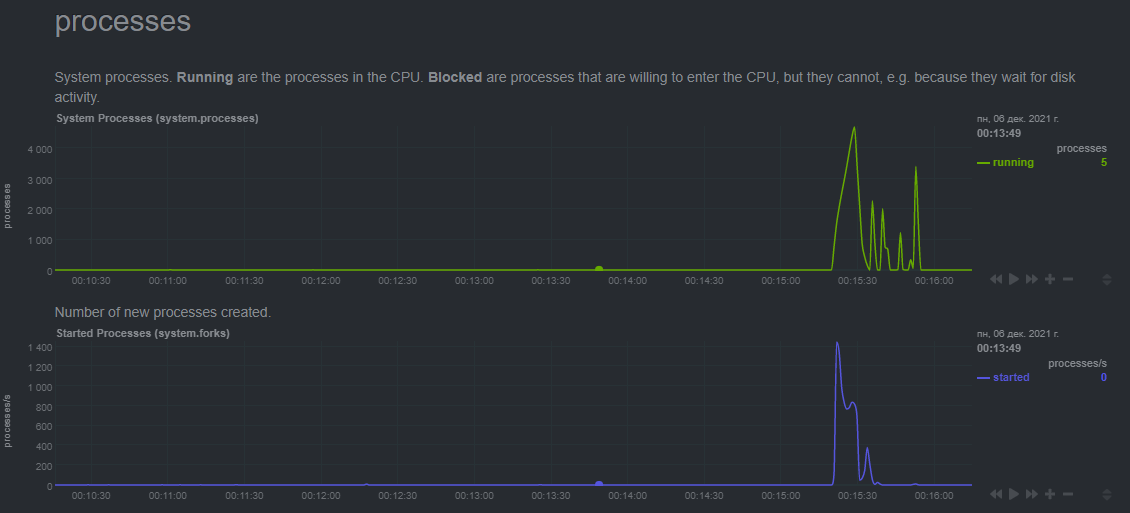 processes
System processes. Running are the processes in the CPU. Blocked are processes that are willing to enter the CPU, but they cannot, e.g. because they wait for disk
activity.
System Processes (system.processes)
пн, 06 дек. 2021 г.
00:13:49
processes
running 5
processes
4 000
3 000
2 000
1 000
0
00:10:30 00:11:00 00:11:30 00:12:00 00:12:30 00:13:00 00:13:30 00:14:00 00:14:30 00:15:00 00:15:30 00:16:00
Number of new processes created.
Started Processes (system.forks)
пн, 06 дек. 2021 г.
00:13:49
processes/s
started 0
processes/s
1 400
1 200
1 000
800
600
400
200
0
00:10:30 00:11:00 00:11:30 00:12:00 00:12:30 00:13:00 00:13:30 00:14:00 00:14:30 00:15:00 00:15:30 00:16:00